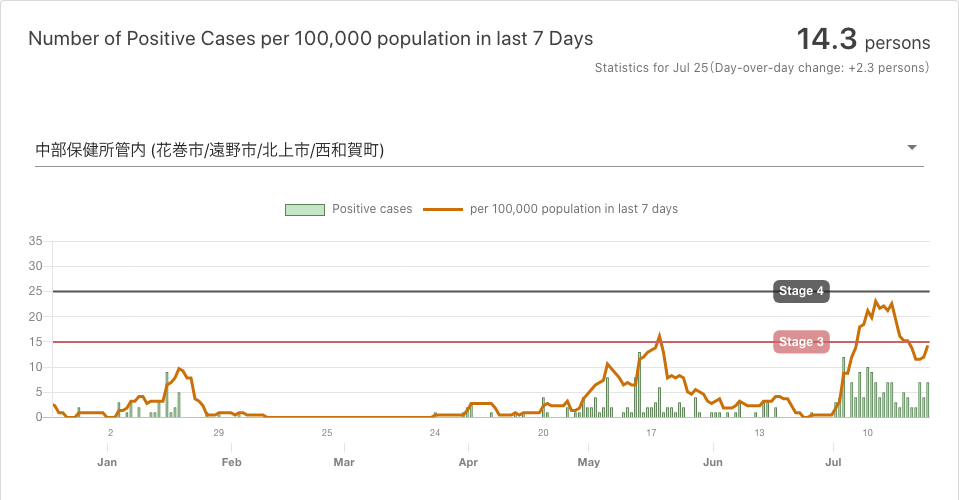 Number of Positive Cases per 100,000 population in last 7 Days
14.3 persons
Statistics for Jul 25(Day-over-day change: +2.3 persons)
中部保健所管内 (花巻市/遠野市/北上市/西和賀町)
Positive cases
per 100,000 population in last 7 days
35
30
25
20
15
10
5
0
Stage 4
Stage 3
2 29 25 24 20 17 13 10
Jan Feb Mar Apr May Jun Jul